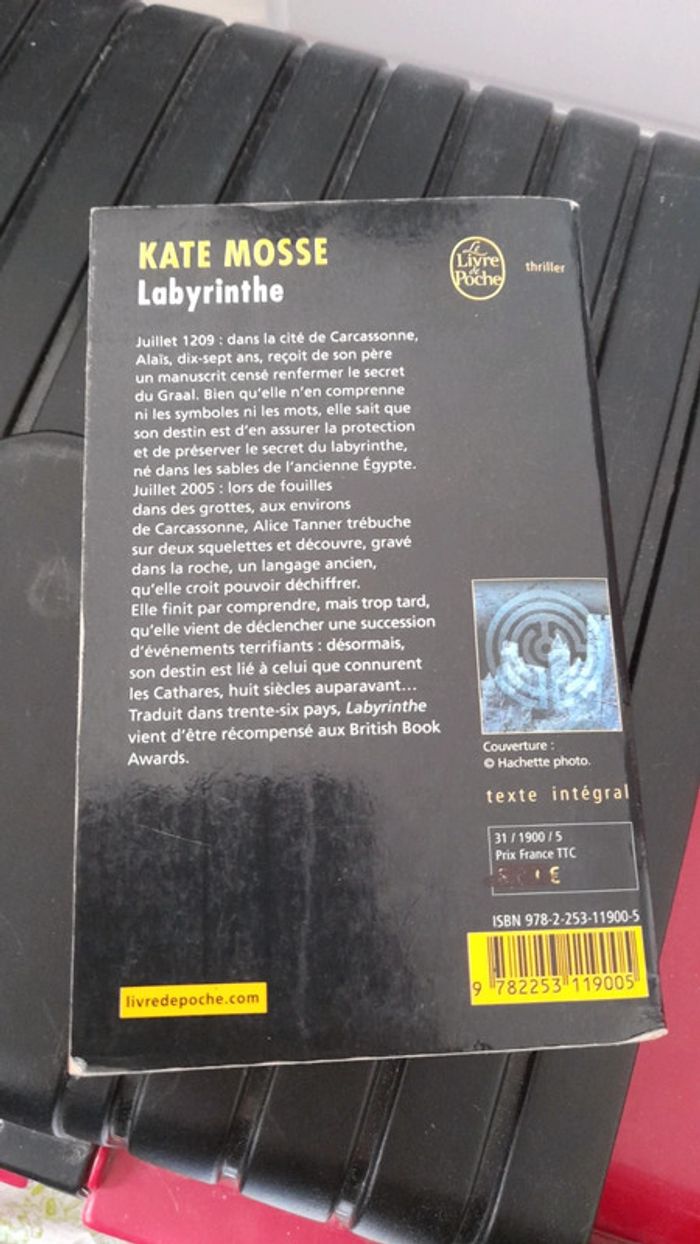 KATE MOSSE
Labyrinthe
Le
Livre
de
Poche
thriller
Juillet 1209 : dans la cité de Carcassonne,
Alaïs, dix-sept ans, reçoit de son père
un manuscrit censé renfermer le secret
du Graal. Bien qu'elle n'en comprenne
ni les symboles ni les mots, elle sait que
son destin est d'en assurer la protection
et de préserver le secret du labyrinthe,
né dans les sables de l'ancienne Égypte.
Juillet 2005 : lors de fouilles
dans des grottes, aux environs
de Carcassonne, Alice Tanner trébuche
sur deux squelettes et découvre, gravé
dans la roche, un langage ancien,
qu'elle croit pouvoir déchiffrer.
Elle finit par comprendre, mais trop tard,
qu'elle vient de déclencher une succession
d'événements terrifiants : désormais,
son destin est lié à celui que connurent
les Cathares, huit siècles auparavant...
Traduit dans trente-six pays, Labyrinthe
vient d'être récompensé aux British Book
Awards.
Couverture :
© Hachette photo.
texte intégral
31 / 1900 / 5
Prix France TTC
€
ISBN 978-2-253-11900-5
9 782253 119005
livredepoche.com